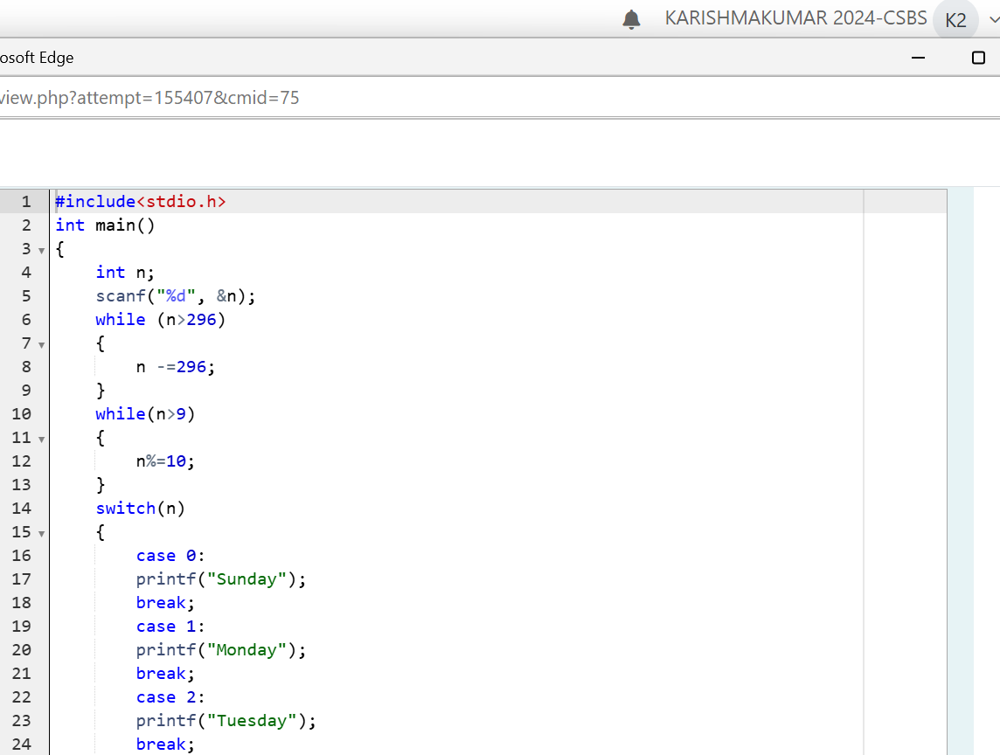 KARISHMAKUMAR 2024-CSBS K2
osoft Edge
view.php?attempt=155407&cmid=75
1 #include<stdio.h>
2 int main()
3 {
4 int n;
5 scanf("%d", &n);
6 while (n>296)
7 {
8 n -=296;
9 }
10 while(n>9)
11 {
12 n%=10;
13 }
14 switch(n)
15 {
16 case 0:
17 printf("Sunday");
18 break;
19 case 1:
20 printf("Monday");
21 break;
22 case 2:
23 printf("Tuesday");
24 break;